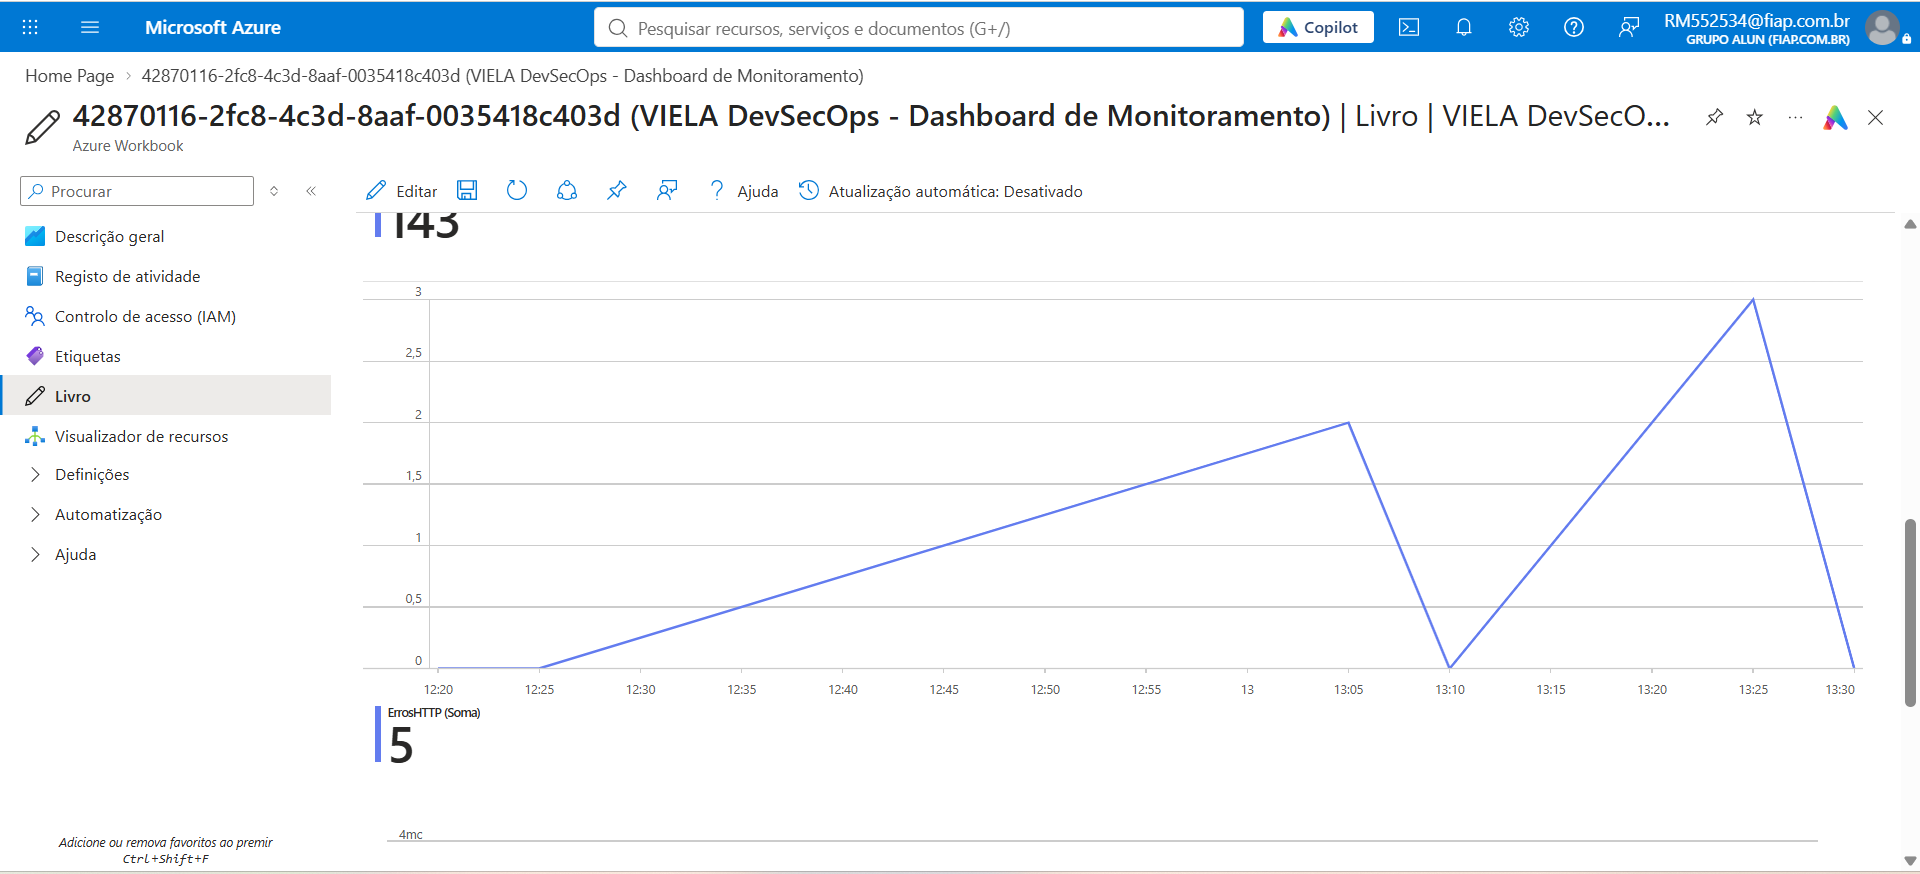 Microsoft Azure
Pesquisar recursos, serviços e documentos (G+/)
Copilot
RM552534@fiap.com.br
GRUPO ALUN (FIAP.COM.BR)
Home Page > 42870116-2fc8-4c3d-8aaf-0035418c403d (VIELA DevSecOps - Dashboard de Monitoramento)
42870116-2fc8-4c3d-8aaf-0035418c403d (VIELA DevSecOps - Dashboard de Monitoramento) | Livro | VIELA DevSecO...
Azure Workbook
Procurar
Editar
Ajuda
Atualização automática: Desativado
Descrição geral
Registo de atividade
Controlo de acesso (IAM)
Etiquetas
Livro
Visualizador de recursos
Definições
Automatização
Ajuda
Adicione ou remova favoritos ao premir
Ctrl+Shift+F
143
3
2,5
2
1,5
1
0,5
0
12:20 12:25 12:30 12:35 12:40 12:45 12:50 12:55 13 13:05 13:10 13:15 13:20 13:25 13:30
ErrosHTTP (Soma)
5
4mc